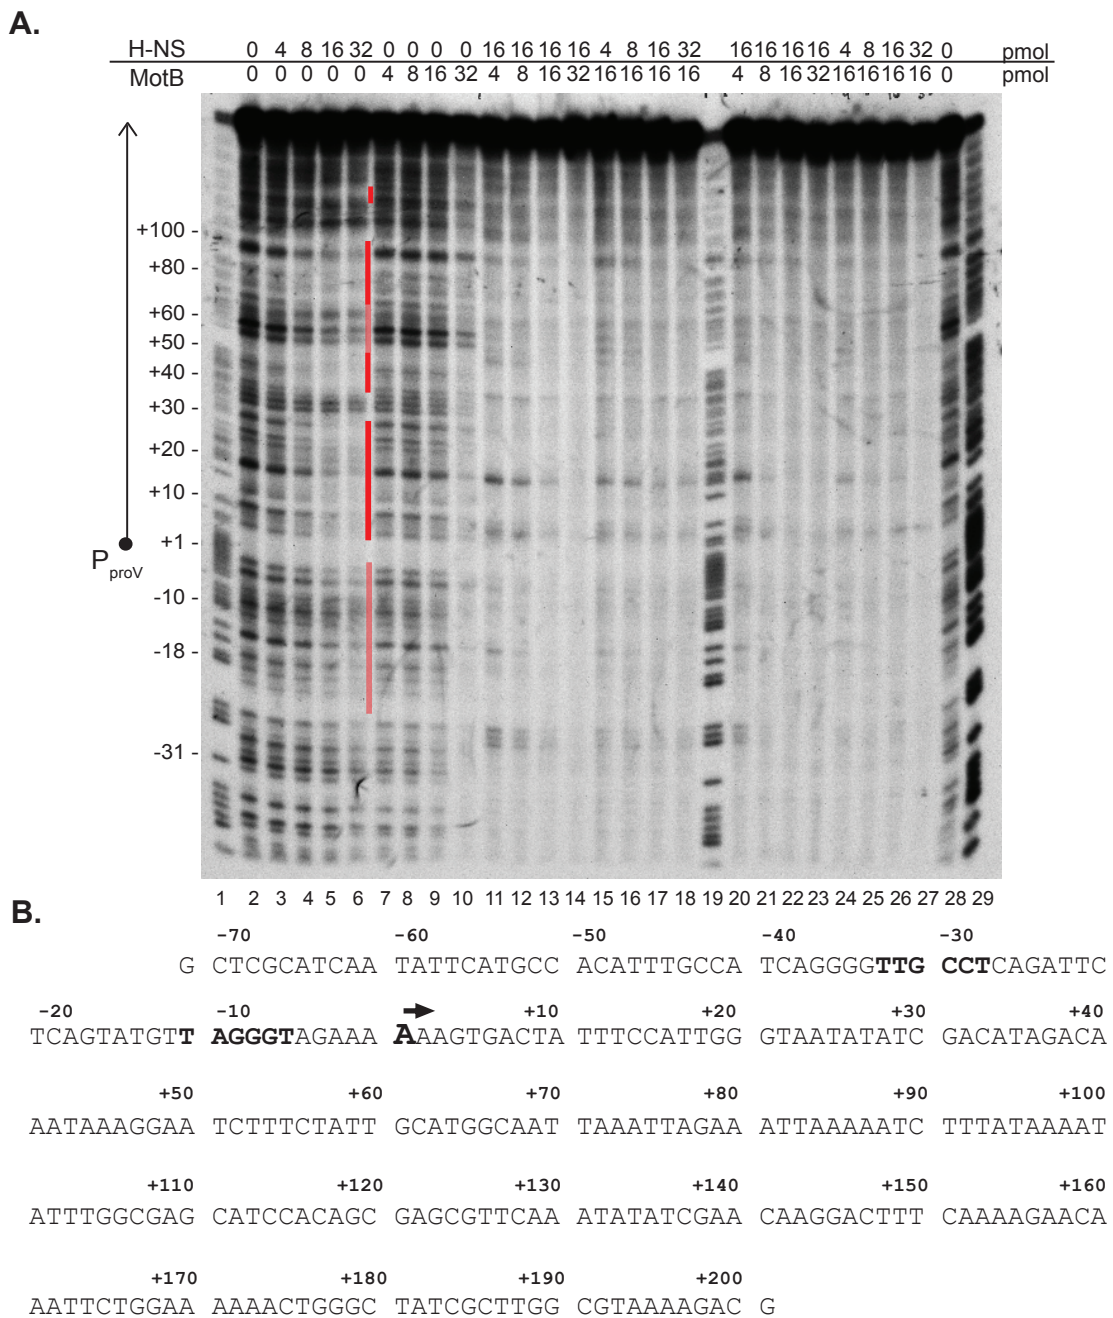 A.
H-NS 0 4 8 16 32 0 0 0 0 16 16 16 16 4 8 16 32 16 16 16 16 4 8 16 32 0 pmol
MotB 0 0 0 0 0 4 8 16 32 4 8 16 32 16 16 16 16 4 8 16 32 16 16 16 16 0 pmol
+100 -
+80 -
+60 -
+50 -
+40 -
+30 -
+20 -
+10 -
+1 -
PproV
-10 -
-18 -
-31 -
1 2 3 4 5 6 7 8 9 10 11 12 13 14 15 16 17 18 19 20 21 22 23 24 25 26 27 28 29
B.
-70 -60 -50 -40 -30
G CTCGCATCAA TATTCATGCC ACATTTGCCA TCAGGGGTTG CCTCAGATTC
-20 -10 +10 +20 +30 +40
TCAGTATGTT AGGGTAGAAA AAAGTGACTA TTTCCATTGG GTAATATATC GACATAGACA
+50 +60 +70 +80 +90 +100
AATAAAGGAA TCTTTCTATT GCATGGCAAT TAAATTAGAA ATTAAAAATC TTTATAAAAT
+110 +120 +130 +140 +150 +160
ATTTGGCGAG CATCCACAGC GAGCGTTCAA ATATATCGAA CAAGGACTTT CAAAAGAACA
+170 +180 +190 +200
AATTCTGGAA AAAACTGGGC TATCGCTTGG CGTAAAAGAC G